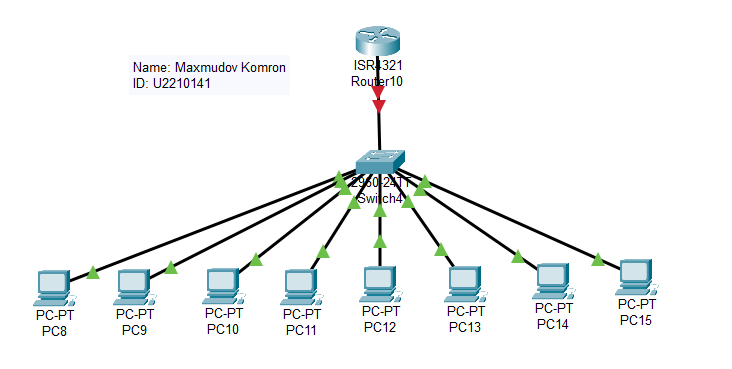 Name: Maxmudov Komron
ID: U2210141
ISR4321
Router10
2960-24TT
Switch4
PC-PT
PC8
PC-PT
PC9
PC-PT
PC10
PC-PT
PC11
PC-PT
PC12
PC-PT
PC13
PC-PT
PC14
PC-PT
PC15